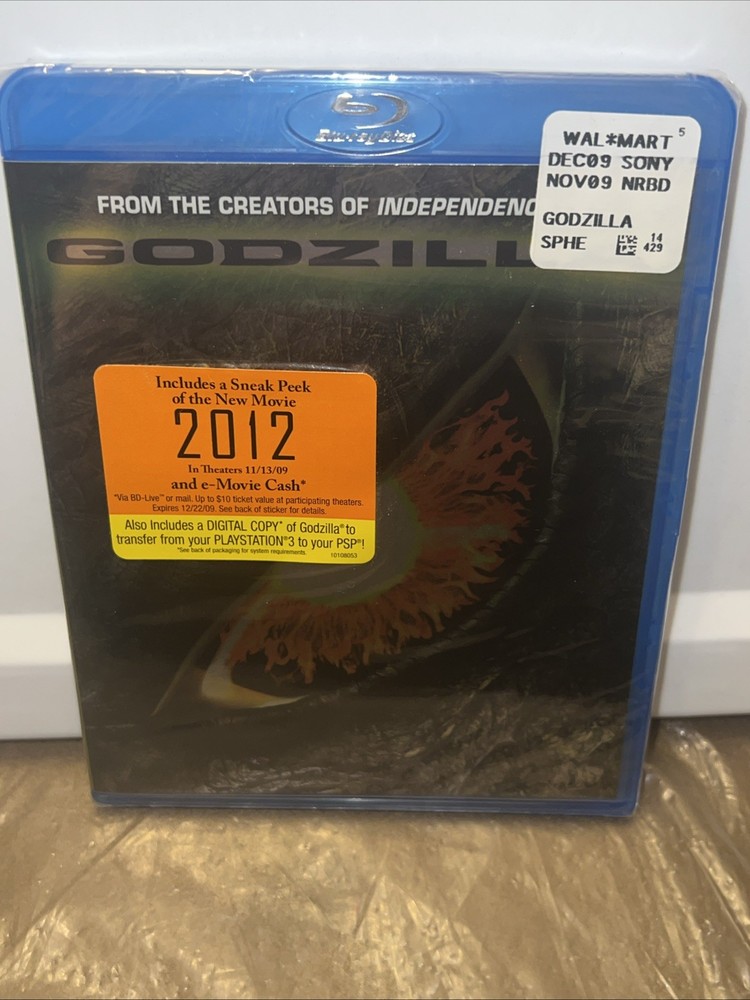 Blu-ray Disc
WAL*MART 5
DEC09 SONY
NOV09 NRBD
GODZILLA
SPHE 14
429
FROM THE CREATORS OF INDEPENDENC
GODZILL
Includes a Sneak Peek
of the New Movie
2012
In Theaters 11/13/09
and e-Movie Cash*
*Via BD-Live™ or mail. Up to $10 ticket value at participating theaters.
Expires 12/22/09. See back of sticker for details.
Also Includes a DIGITAL COPY* of Godzilla® to
transfer from your PLAYSTATION®3 to your PSP®!
*See back of packaging for system requirements. 10108053